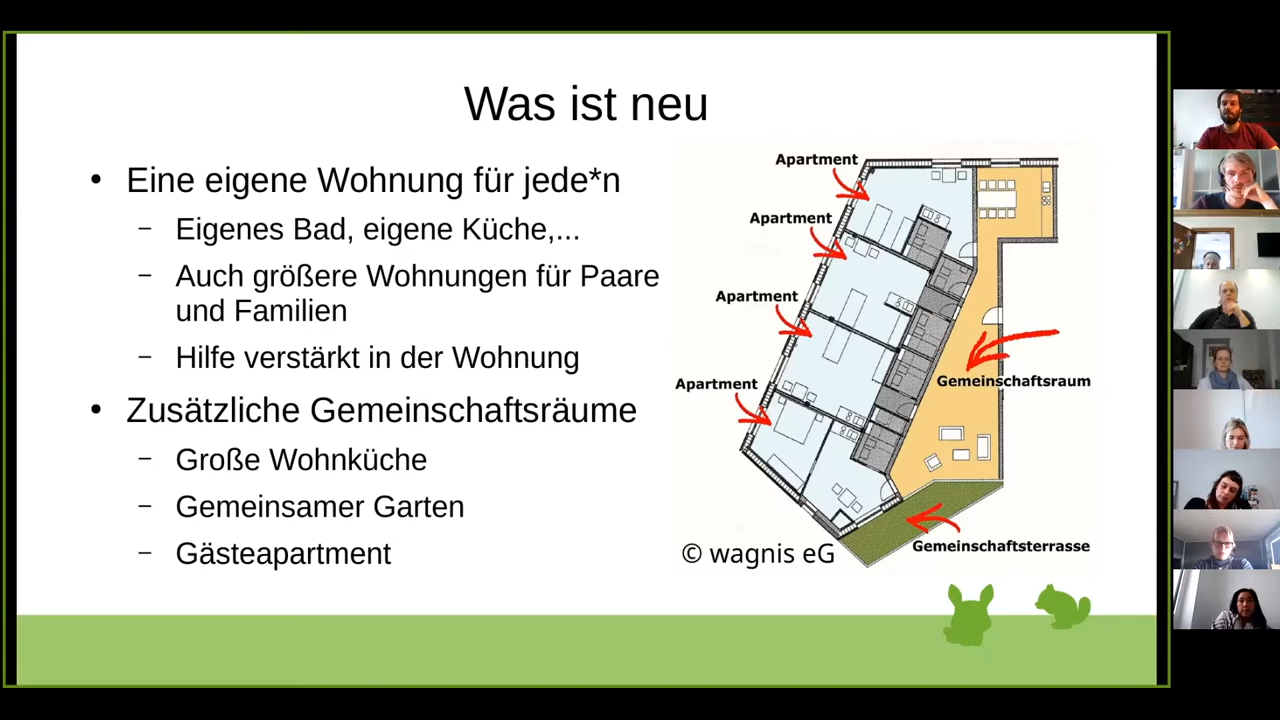 Was ist neu
• Eine eigene Wohnung für jede*n
– Eigenes Bad, eigene Küche,...
– Auch größere Wohnungen für Paare
und Familien
– Hilfe verstärkt in der Wohnung
• Zusätzliche Gemeinschaftsräume
– Große Wohnküche
– Gemeinsamer Garten
– Gästeapartment
Apartment
Apartment
Apartment
Apartment
Gemeinschaftsraum
Gemeinschaftsterrasse
© wagnis eG